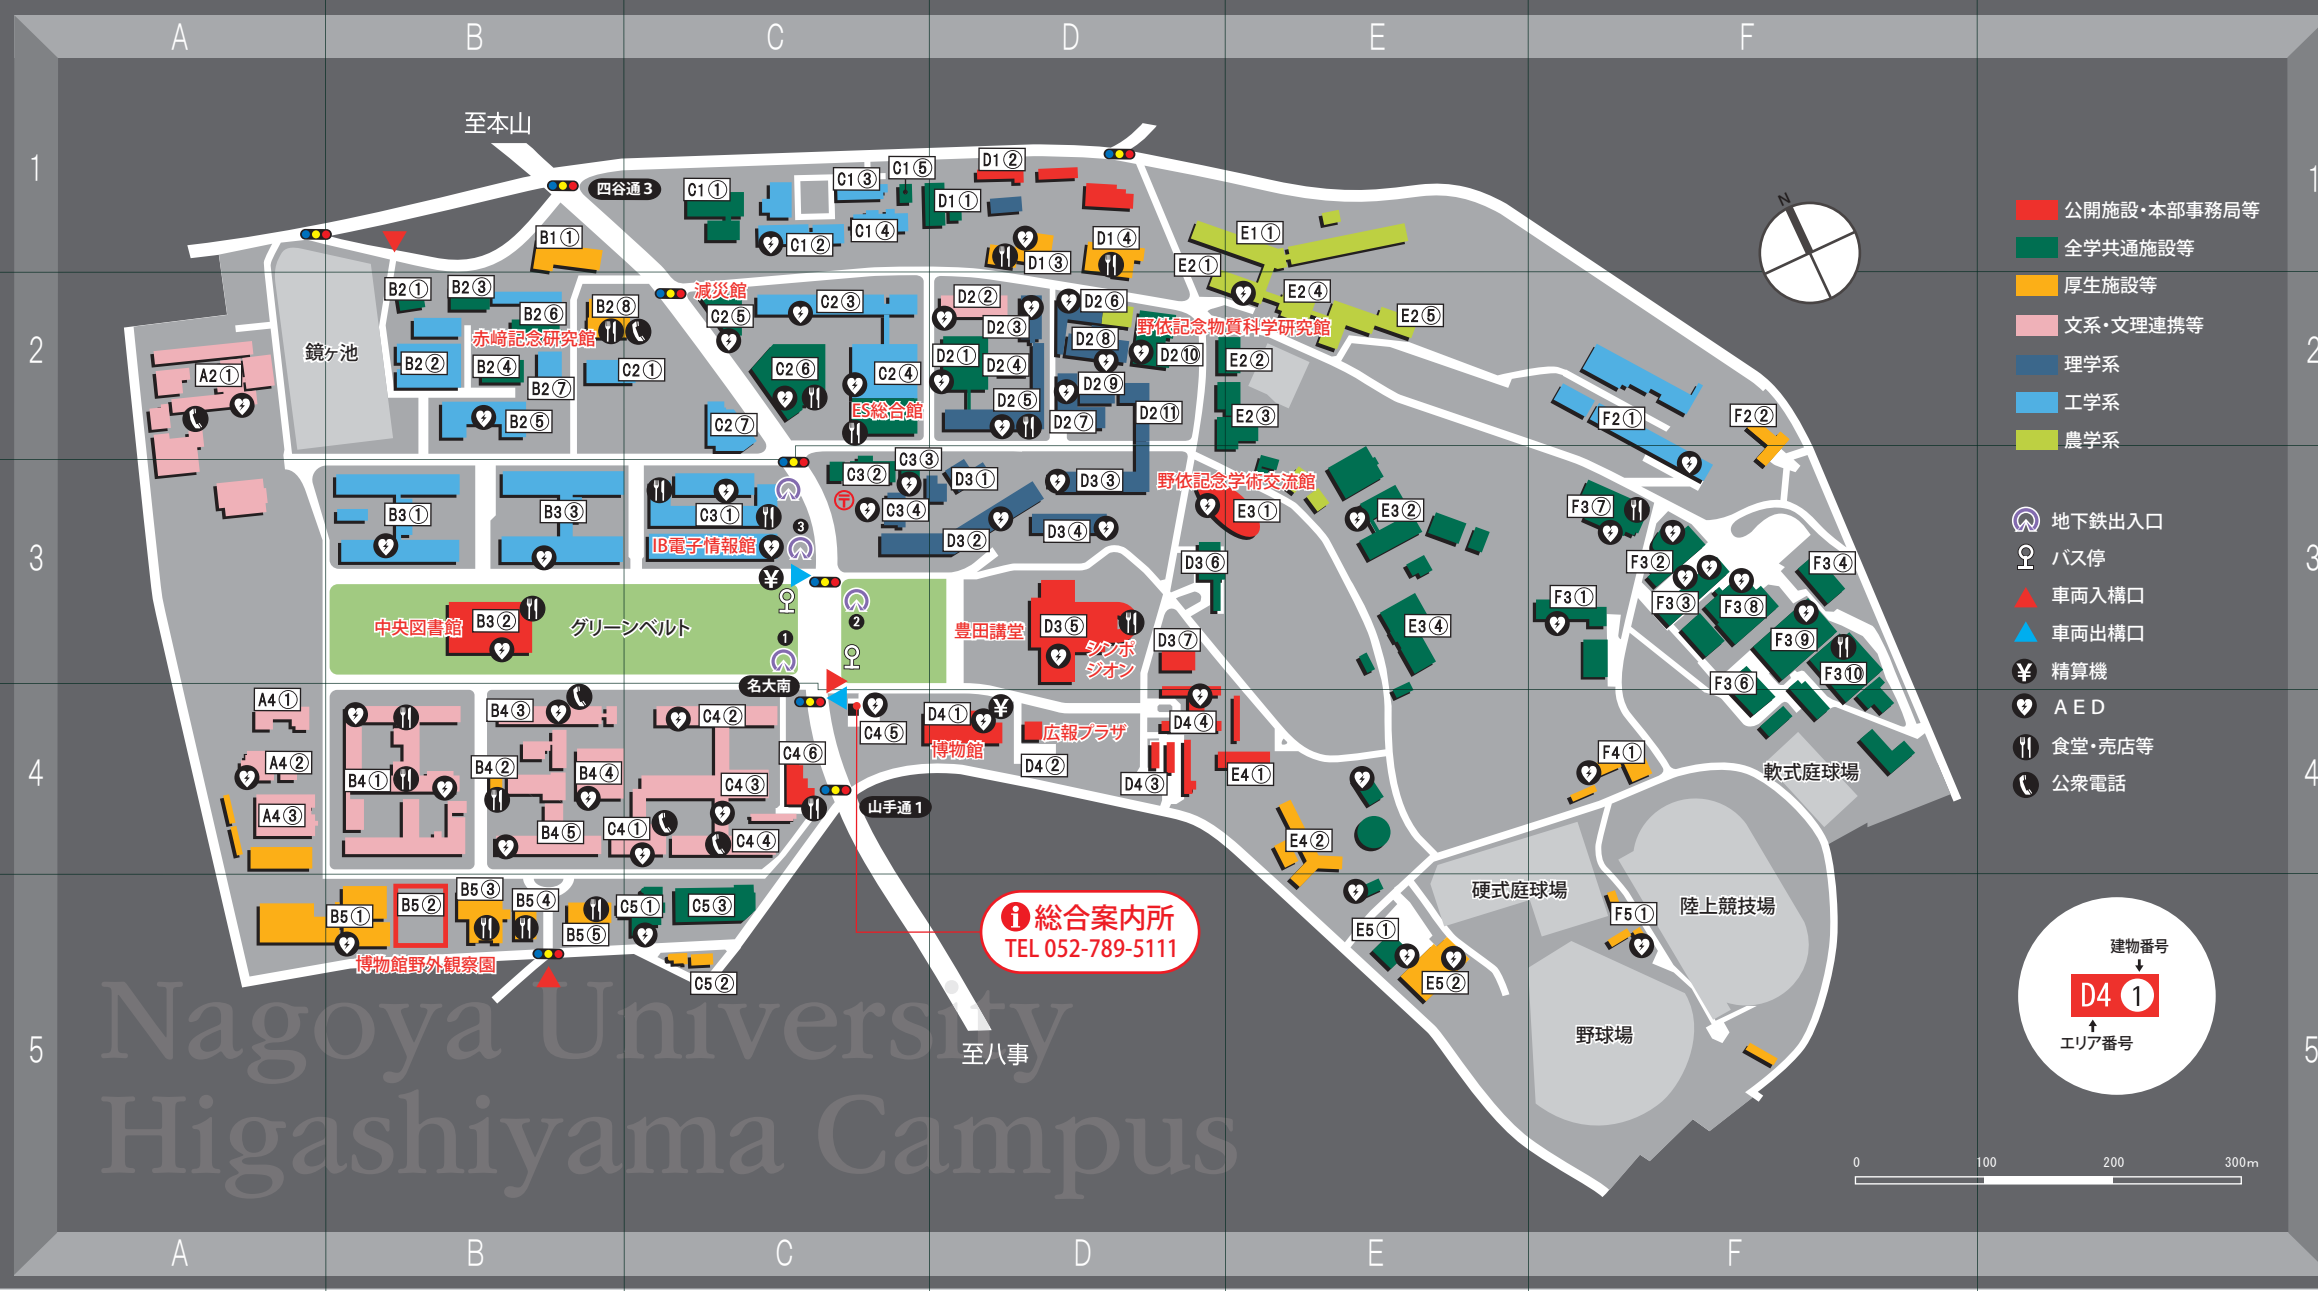 A B C D E F
1 1
2 2
3 3
4 4
5 5
A B C D E F
至本山
四谷通3
C1①
C1③
C1⑤
D1②
D1①
C1②
C1④
B1①
D1③
D1④
E1①
E2①
B2①
B2③
B2⑥
B2⑧
減災館
C2⑤
C2③
D2②
D2⑥
D2③
E2④
E2⑤
野依記念物質科学研究館
鏡ヶ池
赤﨑記念研究館
B2②
B2④
B2⑦
C2①
C2⑥
C2④
D2①
D2④
D2⑧
D2⑩
E2②
A2①
B2⑤
C2⑦
ES総合館
D2⑤
D2⑨
D2⑦
D2⑪
E2③
F2①
F2②
C3②
C3③
D3①
D3③
野依記念学術交流館
B3①
B3③
C3①
IB電子情報館
3
〒
C3④
D3②
D3④
E3①
E3②
F3⑦
D3⑥
F3②
F3④
F3①
F3③
F3⑧
F3⑨
F3⑩
F3⑥
中央図書館
B3②
グリーンベルト
1
2
豊田講堂
D3⑤
シンポ
ジオン
D3⑦
E3④
名大南
A4①
A4②
A4③
B4①
B4③
B4②
B4④
B4⑤
C4②
C4③
C4①
C4④
C4⑥
C4⑤
D4①
博物館
広報プラザ
D4②
D4④
D4③
E4①
E4②
F4①
軟式庭球場
山手通1
B5①
B5②
B5③
B5④
B5⑤
C5①
C5③
C5②
博物館野外観察園
硬式庭球場
陸上競技場
F5①
E5①
E5②
野球場
総合案内所
TEL 052-789-5111
至八事
Nagoya University
Higashiyama Campus
N
公開施設・本部事務局等
全学共通施設等
厚生施設等
文系・文理連携等
理学系
工学系
農学系
地下鉄出入口
バス停
車両入構口
車両出構口
¥ 精算機
AED
食堂・売店等
公衆電話
建物番号
D4 1
エリア番号
0 100 200 300m